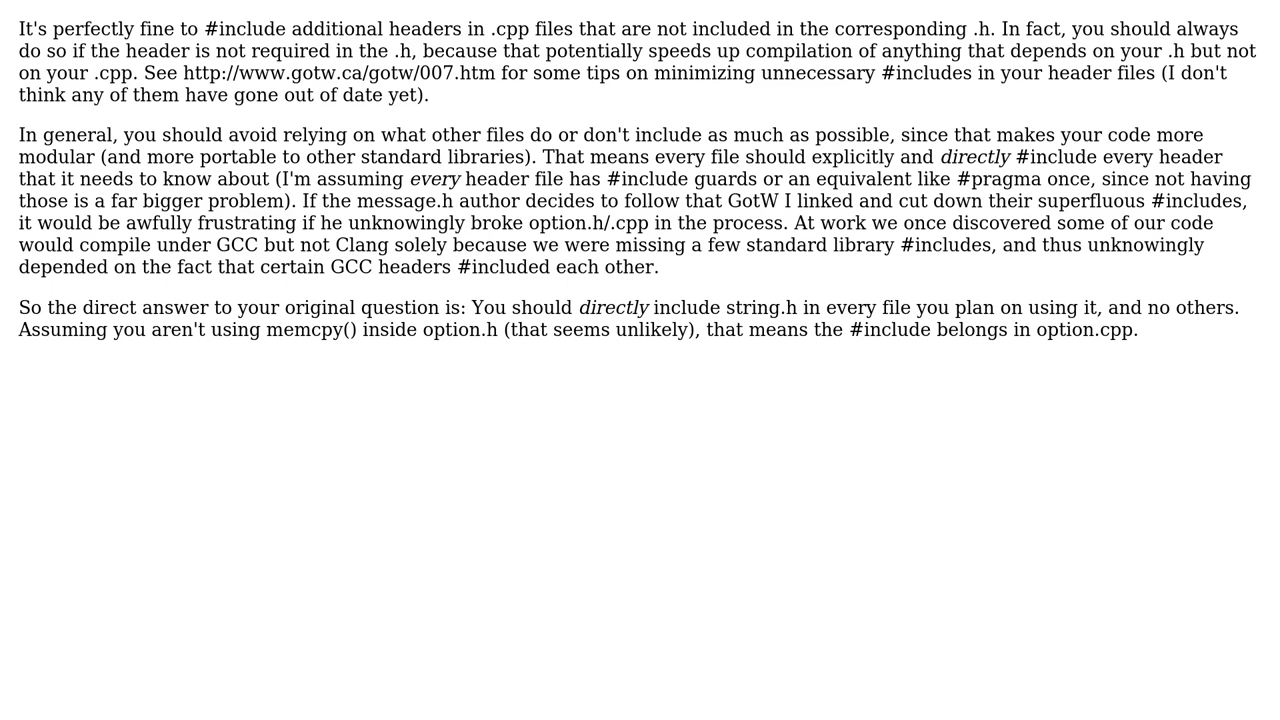 It's perfectly fine to #include additional headers in .cpp files that are not included in the corresponding .h. In fact, you should always
do so if the header is not required in the .h, because that potentially speeds up compilation of anything that depends on your .h but not
on your .cpp. See http://www.gotw.ca/gotw/007.htm for some tips on minimizing unnecessary #includes in your header files (I don't
think any of them have gone out of date yet).
In general, you should avoid relying on what other files do or don't include as much as possible, since that makes your code more
modular (and more portable to other standard libraries). That means every file should explicitly and directly #include every header
that it needs to know about (I'm assuming every header file has #include guards or an equivalent like #pragma once, since not having
those is a far bigger problem). If the message.h author decides to follow that GotW I linked and cut down their superfluous #includes,
it would be awfully frustrating if he unknowingly broke option.h/.cpp in the process. At work we once discovered some of our code
would compile under GCC but not Clang solely because we were missing a few standard library #includes, and thus unknowingly
depended on the fact that certain GCC headers #included each other.
So the direct answer to your original question is: You should directly include string.h in every file you plan on using it, and no others.
Assuming you aren't using memcpy() inside option.h (that seems unlikely), that means the #include belongs in option.cpp.